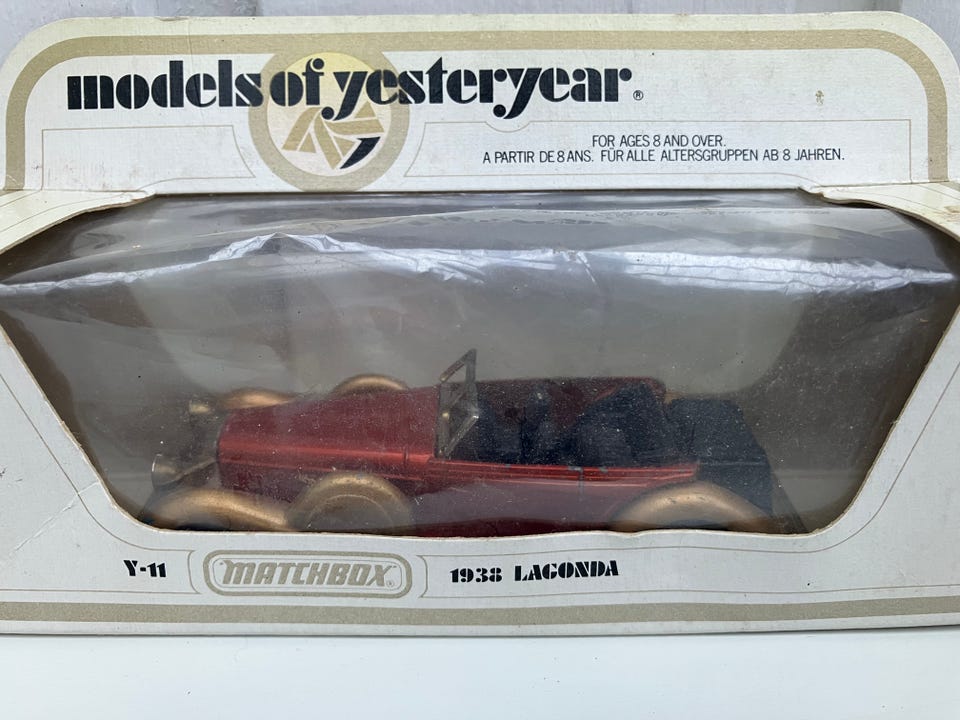 models of yesteryear®
FOR AGES 8 AND OVER.
A PARTIR DE 8 ANS. FÜR ALLE ALTERSGRUPPEN AB 8 JAHREN.
Y-11 MATCHBOX® 1938 LAGONDA